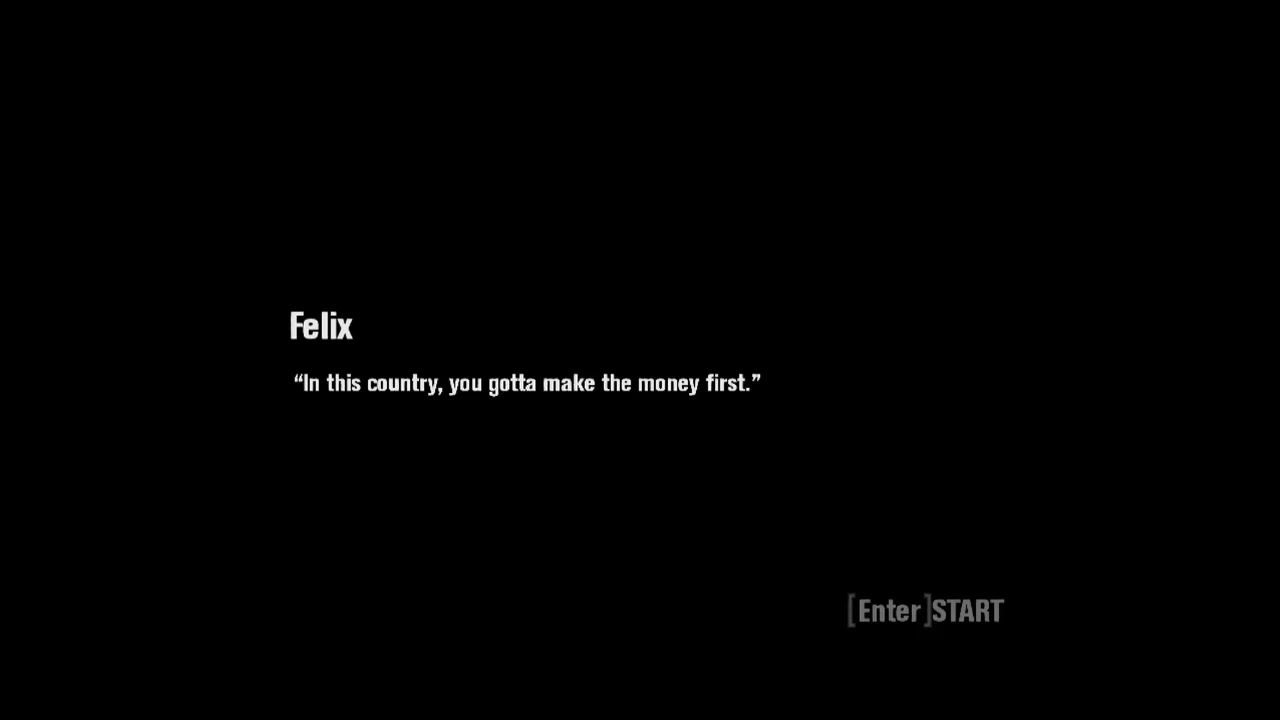 Felix
“In this country, you gotta make the money first.”
[Enter]START